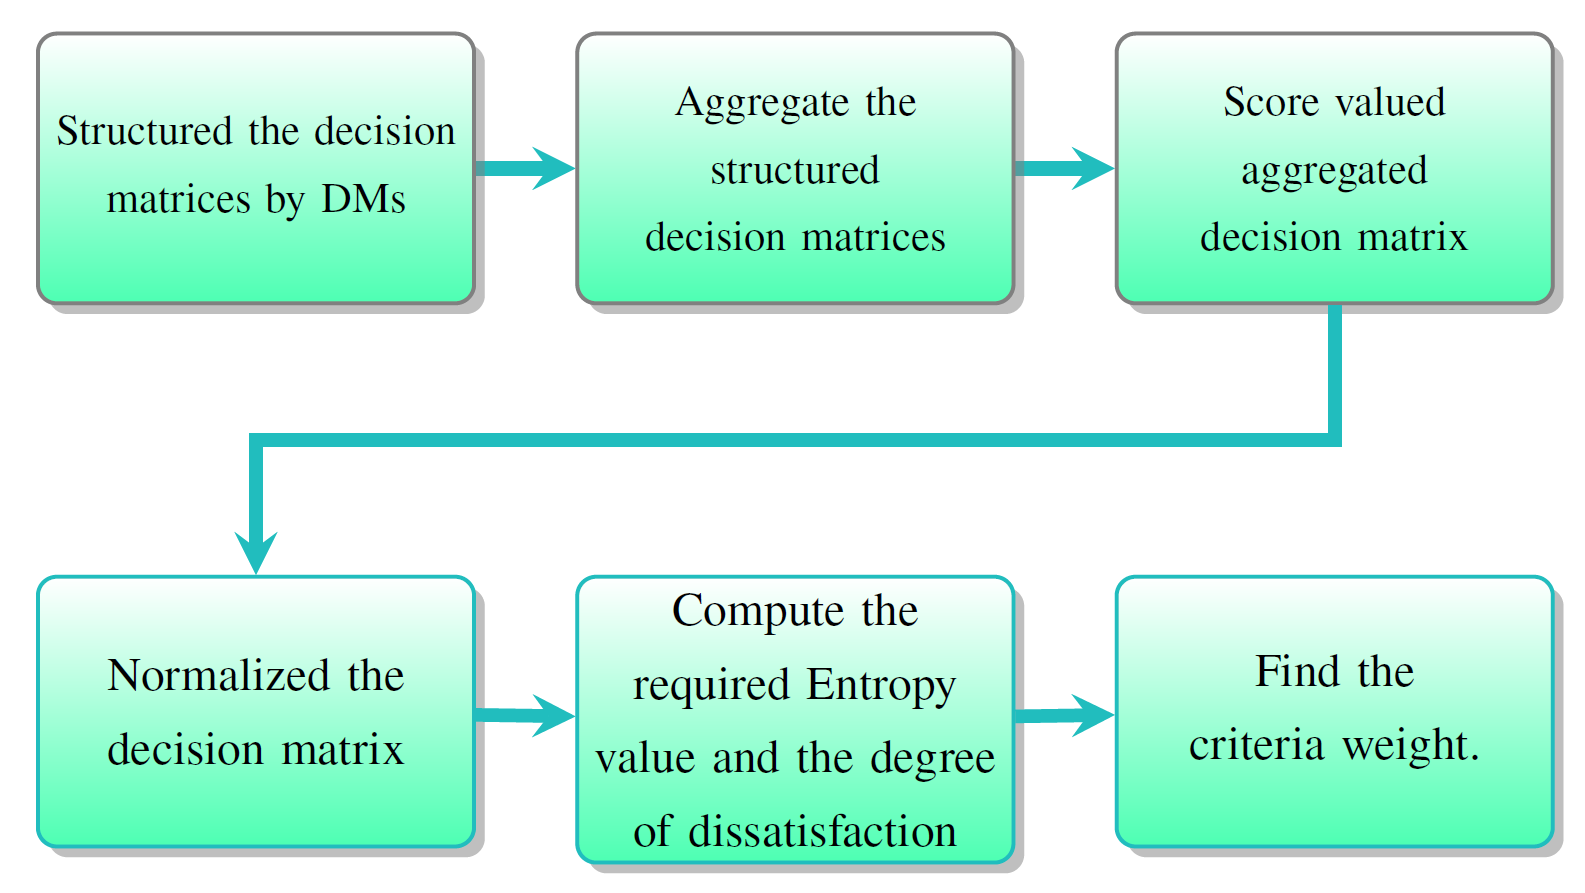 Structured the decision
matrices by DMs
Aggregate the
structured
decision matrices
Score valued
aggregated
decision matrix
Normalized the
decision matrix
Compute the
required Entropy
value and the degree
of dissatisfaction
Find the
criteria weight.